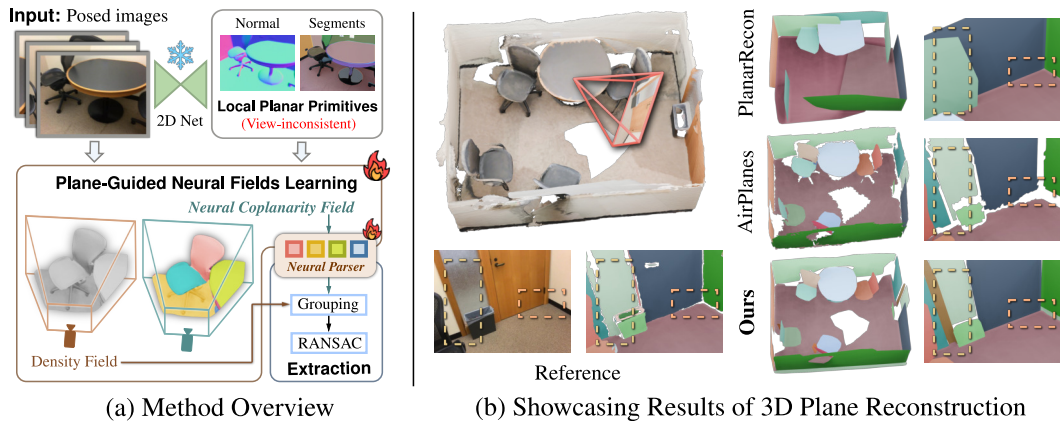 Input: Posed images
Normal
Segments
2D Net
Local Planar Primitives
(View-inconsistent)
Plane-Guided Neural Fields Learning
Neural Coplanarity Field
Neural Parser
Grouping
RANSAC
Density Field
Extraction
(a) Method Overview
Reference
PlanarRecon
AirPlanes
Ours
(b) Showcasing Results of 3D Plane Reconstruction